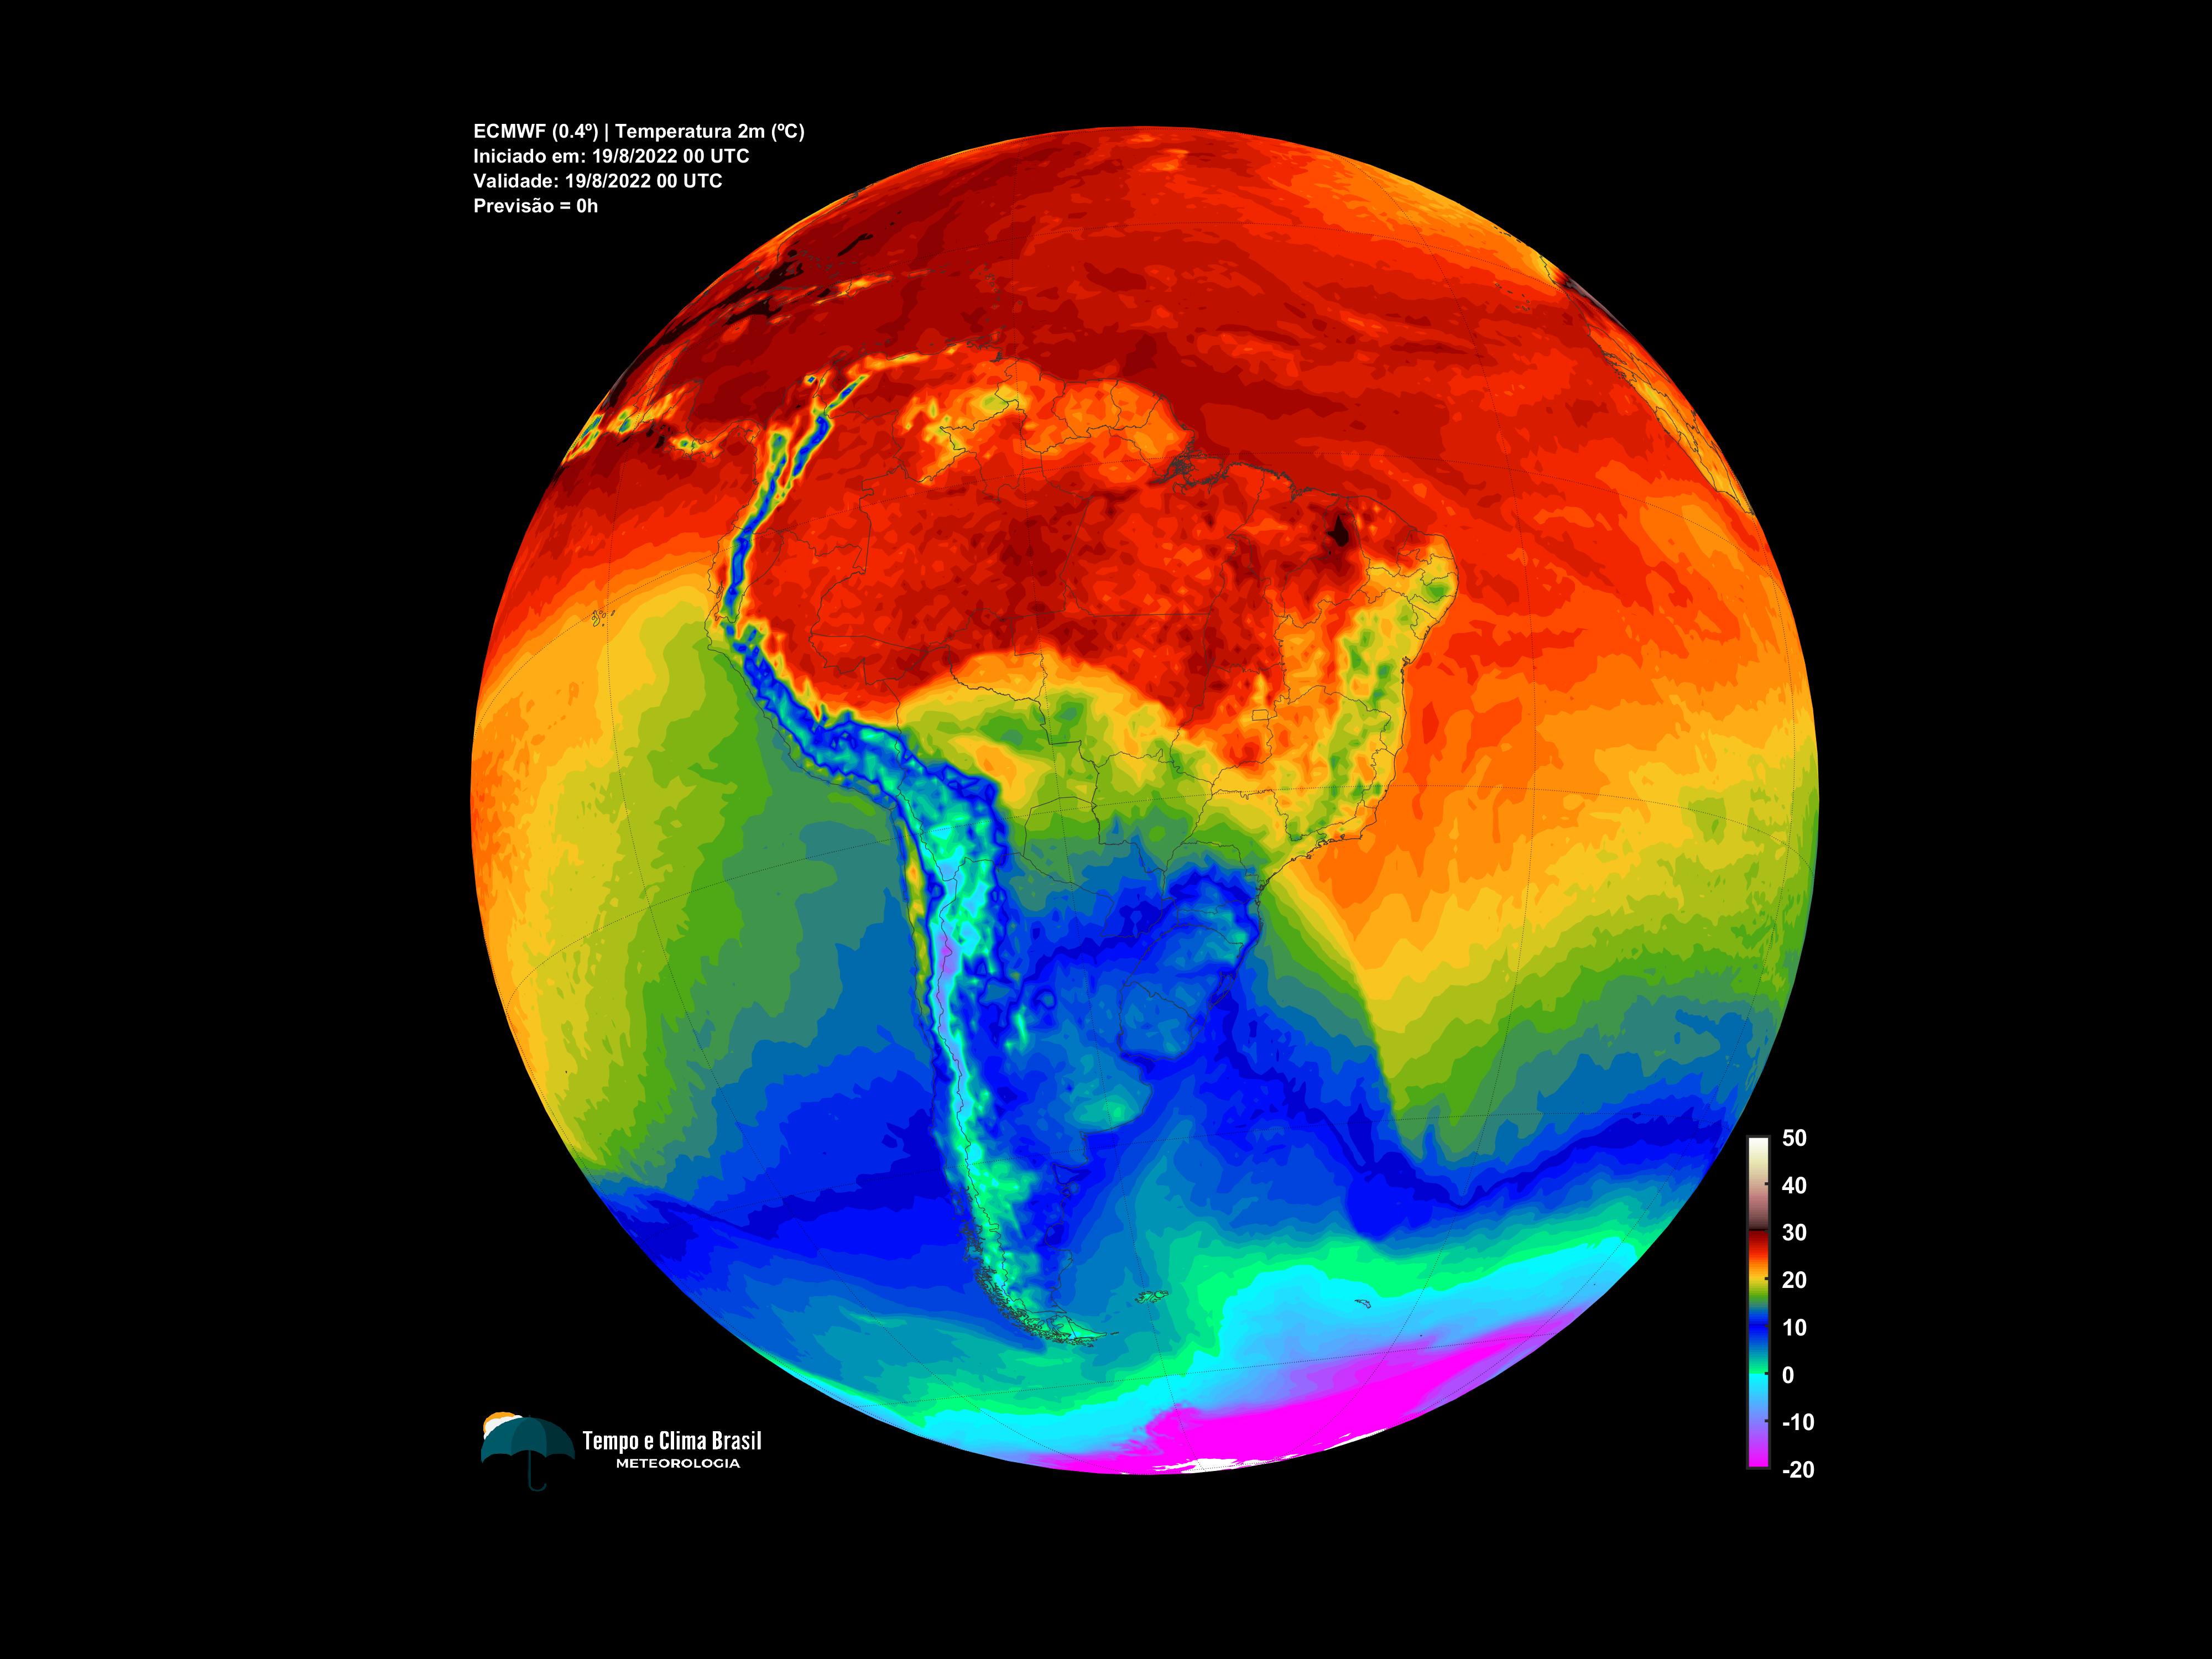 ECMWF (0.4º) | Temperatura 2m (ºC)
Iniciado em: 19/8/2022 00 UTC
Validade: 19/8/2022 00 UTC
Previsão = 0h
50
40
30
20
10
0
-10
-20
Tempo e Clima Brasil
METEOROLOGIA